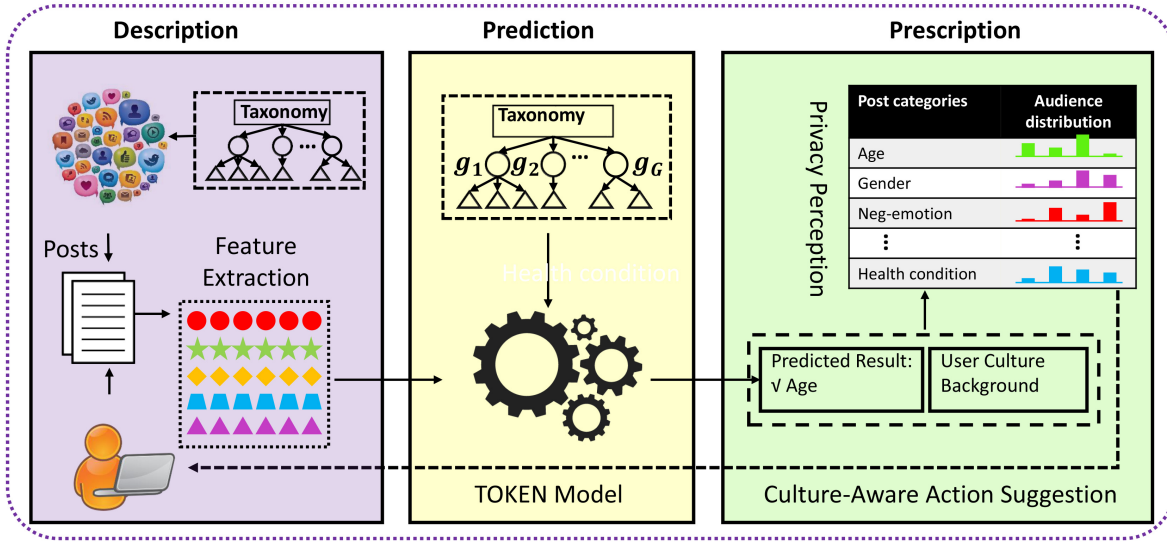 Description
Prediction
Prescription
Taxonomy
...
Posts
Feature
Extraction
Taxonomy
...
g1 g2 gG
Health condition
TOKEN Model
Privacy Perception
Post categories
Audience
distribution
Age
Gender
Neg-emotion
⋮ ⋮
Health condition
Predicted Result:
√ Age
User Culture
Background
Culture-Aware Action Suggestion